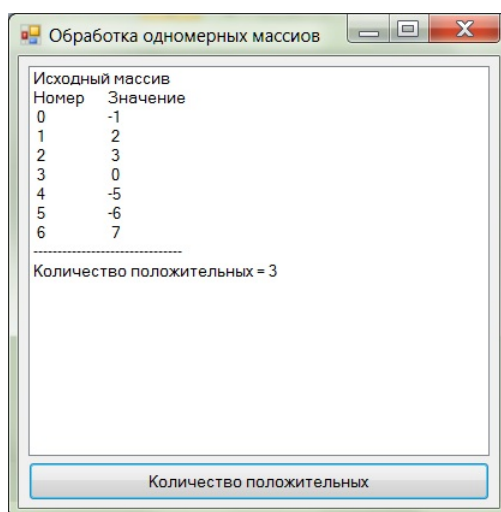 Обработка одномерных массиов
Исходный массив
Номер Значение
0 -1
1 2
2 3
3 0
4 -5
5 -6
6 7
-------------------------------
Количество положительных = 3
Количество положительных